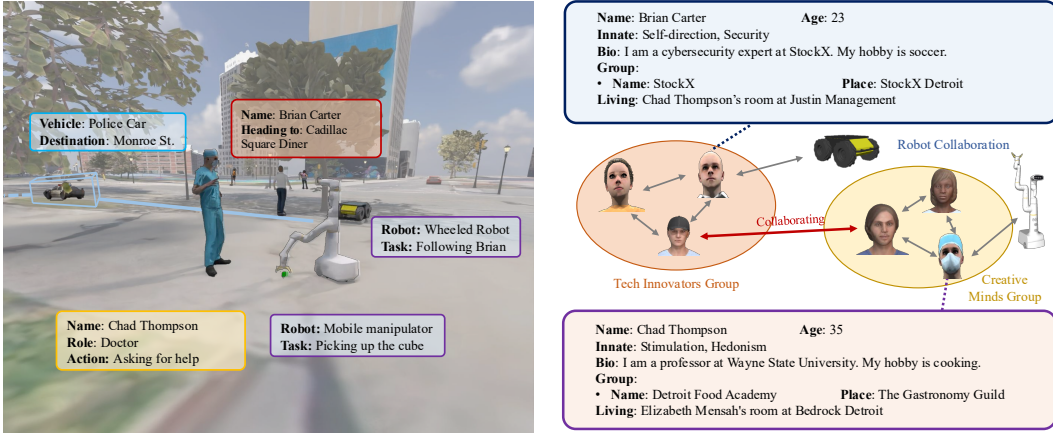 Vehicle: Police Car
Destination: Monroe St.
Name: Brian Carter
Heading to: Cadillac
Square Diner
Robot: Wheeled Robot
Task: Following Brian
Name: Chad Thompson
Role: Doctor
Action: Asking for help
Robot: Mobile manipulator
Task: Picking up the cube
Name: Brian Carter Age: 23
Innate: Self-direction, Security
Bio: I am a cybersecurity expert at StockX. My hobby is soccer.
Group:
• Name: StockX Place: StockX Detroit
Living: Chad Thompson's room at Justin Management
Robot Collaboration
Collaborating
Tech Innovators Group
Creative
Minds Group
Name: Chad Thompson Age: 35
Innate: Stimulation, Hedonism
Bio: I am a professor at Wayne State University. My hobby is cooking.
Group:
• Name: Detroit Food Academy Place: The Gastronomy Guild
Living: Elizabeth Mensah's room at Bedrock Detroit